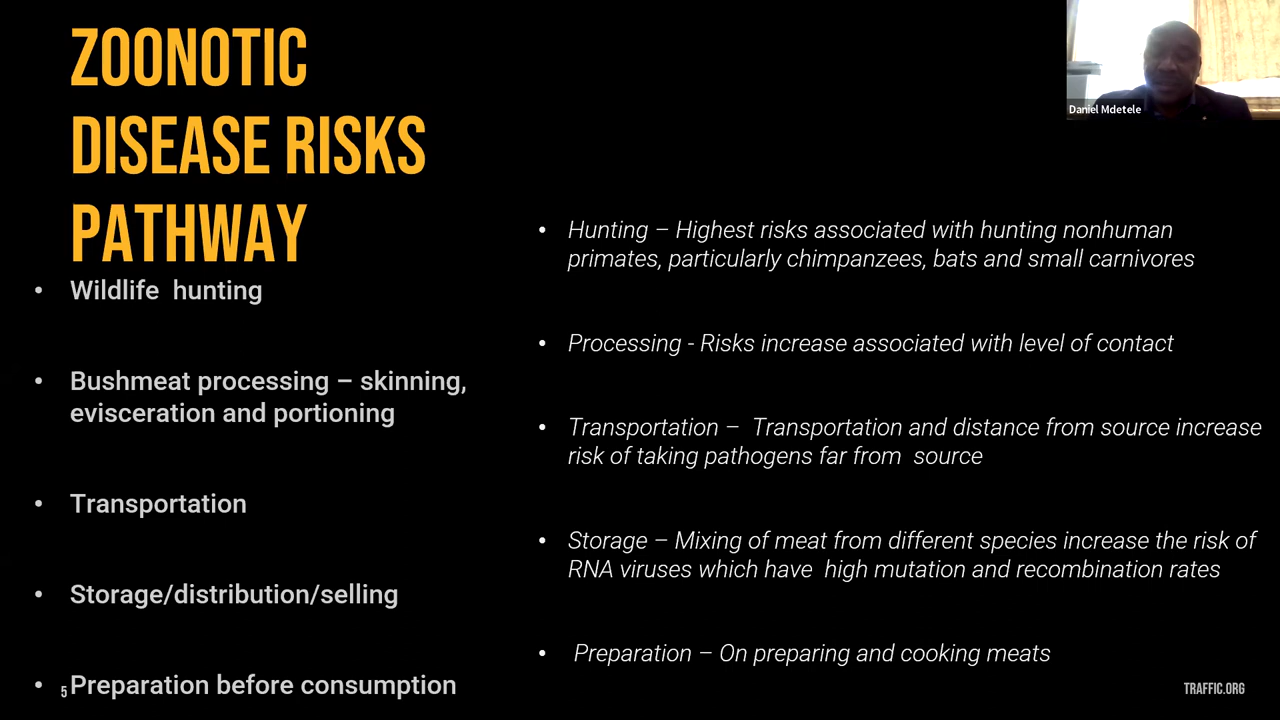 ZOONOTIC
DISEASE RISKS
PATHWAY
• Wildlife hunting
• Bushmeat processing – skinning,
evisceration and portioning
• Transportation
• Storage/distribution/selling
• Preparation before consumption
5
Daniel Mdetele
• Hunting – Highest risks associated with hunting nonhuman
primates, particularly chimpanzees, bats and small carnivores
• Processing - Risks increase associated with level of contact
• Transportation – Transportation and distance from source increase
risk of taking pathogens far from source
• Storage – Mixing of meat from different species increase the risk of
RNA viruses which have high mutation and recombination rates
• Preparation – On preparing and cooking meats
TRAFFIC.ORG